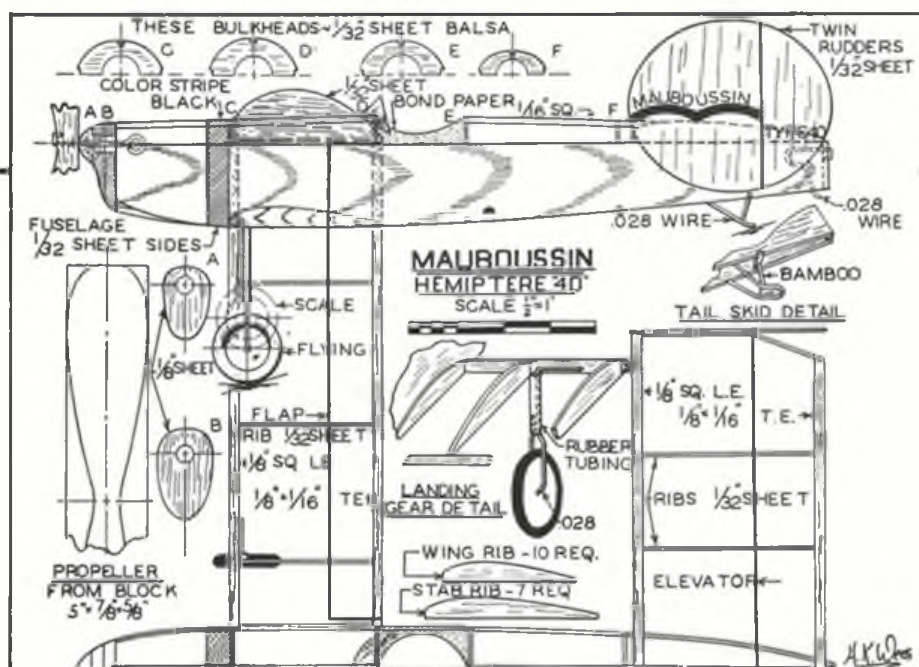 THESE BULKHEADS-1/32" SHEET BALSA
C D E F
TWIN
RUDDERS
1/32" SHEET
COLOR STRIPE
BLACK
C
SHEET
BOND PAPER
1/16" SQ.
E
F
A B
MAUBOUSSIN
TYPE 40
.028 WIRE
.028
WIRE
BAMBOO
TAIL SKID DETAIL
FUSELAGE
1/32 SHEET SIDES
A
SCALE
FLYING
1/8" SHEET
B
MAUBOUSSIN
HEMIPTERE "40"
SCALE 1/2"=1'
FLAP
RIB 1/32 SHEET
1/8" SQ L.E
1/8" × 1/16" T.E.
RUBBER
TUBING
LANDING
GEAR DETAIL
.028
1/8" SQ. L.E
1/8" × 1/16" T.E.
RIBS 1/32" SHEET
ELEVATOR
WING RIB - 10 REQ.
STAB RIB - 7 REQ
PROPELLER
FROM BLOCK
5" × 7/8" × 5/8"